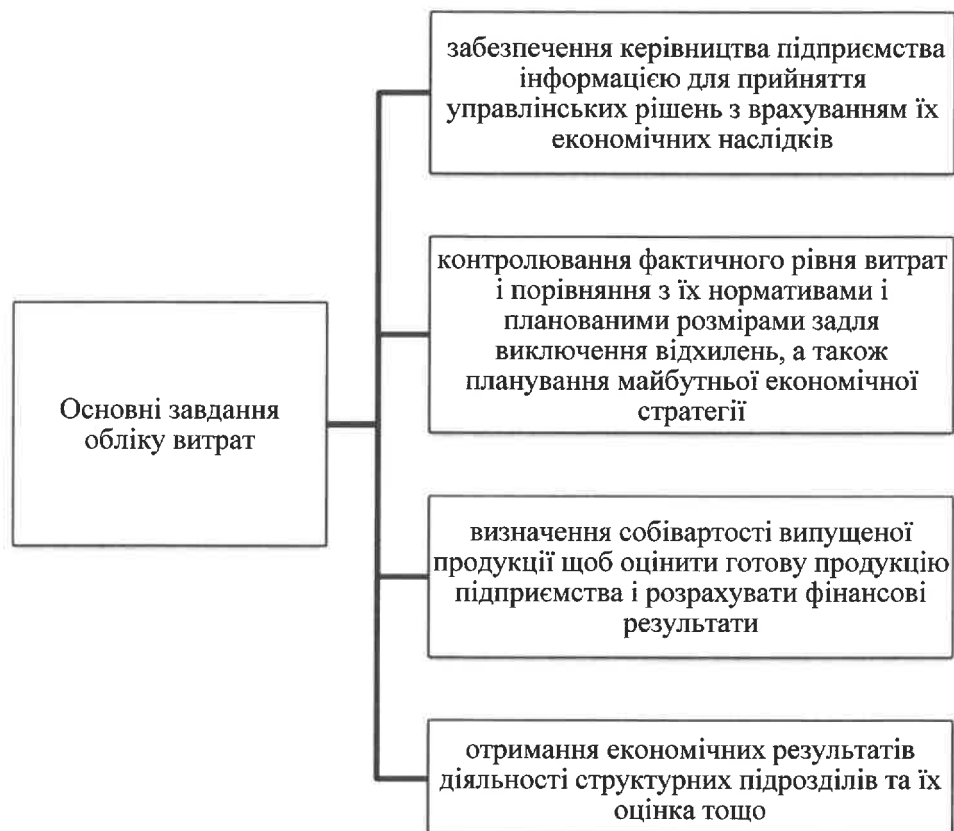 Основні завдання
обліку витрат
забезпечення керівництва підприємства
інформацією для прийняття
управлінських рішень з врахуванням їх
економічних наслідків
контролювання фактичного рівня витрат
і порівняння з їх нормативами і
планованими розмірами задля
виключення відхилень, а також
планування майбутньої економічної
стратегії
визначення собівартості випущеної
продукції щоб оцінити готову продукцію
підприємства і розрахувати фінансові
результати
отримання економічних результатів
діяльності структурних підрозділів та їх
оцінка тощо